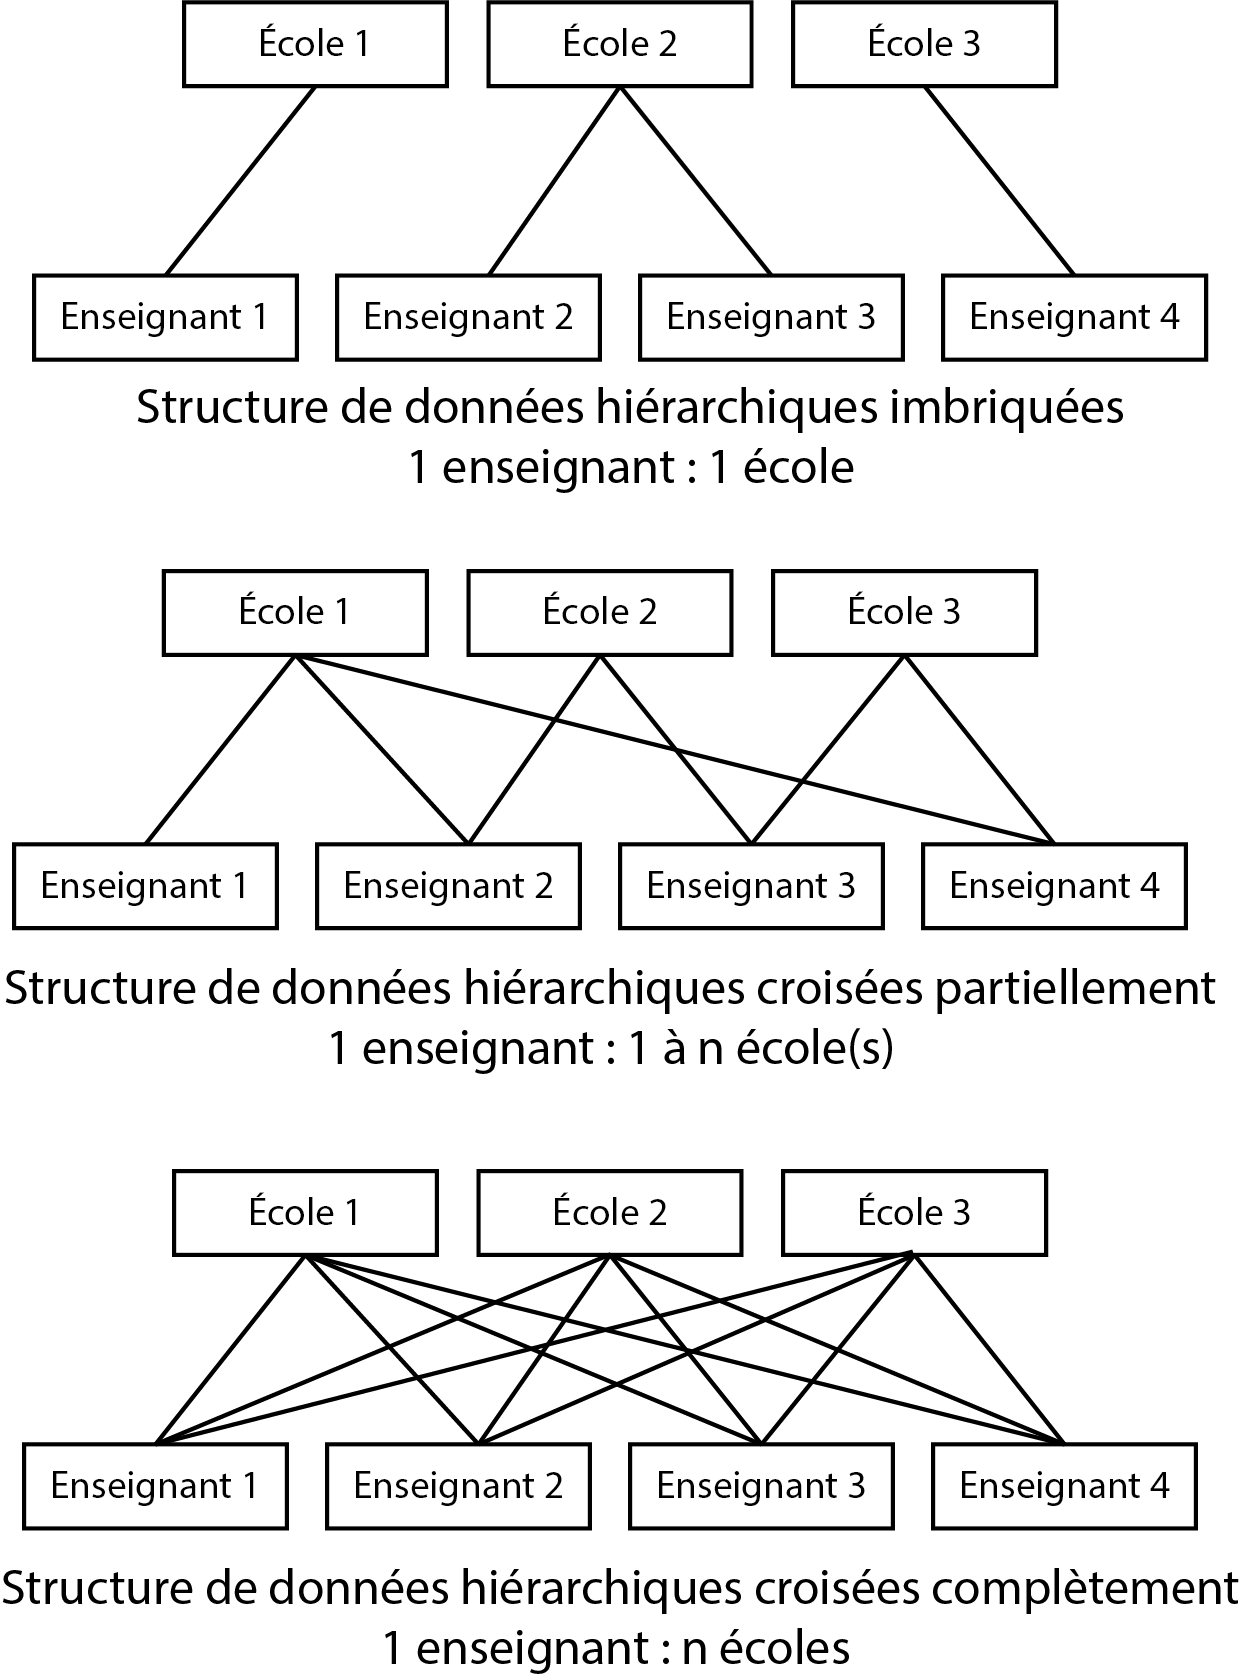 École 1
École 2
École 3
Enseignant 1
Enseignant 2
Enseignant 3
Enseignant 4
Structure de données hiérarchiques imbriquées
1 enseignant : 1 école
École 1
École 2
École 3
Enseignant 1
Enseignant 2
Enseignant 3
Enseignant 4
Structure de données hiérarchiques croisées partiellement
1 enseignant : 1 à n école(s)
École 1
École 2
École 3
Enseignant 1
Enseignant 2
Enseignant 3
Enseignant 4
Structure de données hiérarchiques croisées complètement
1 enseignant : n écoles